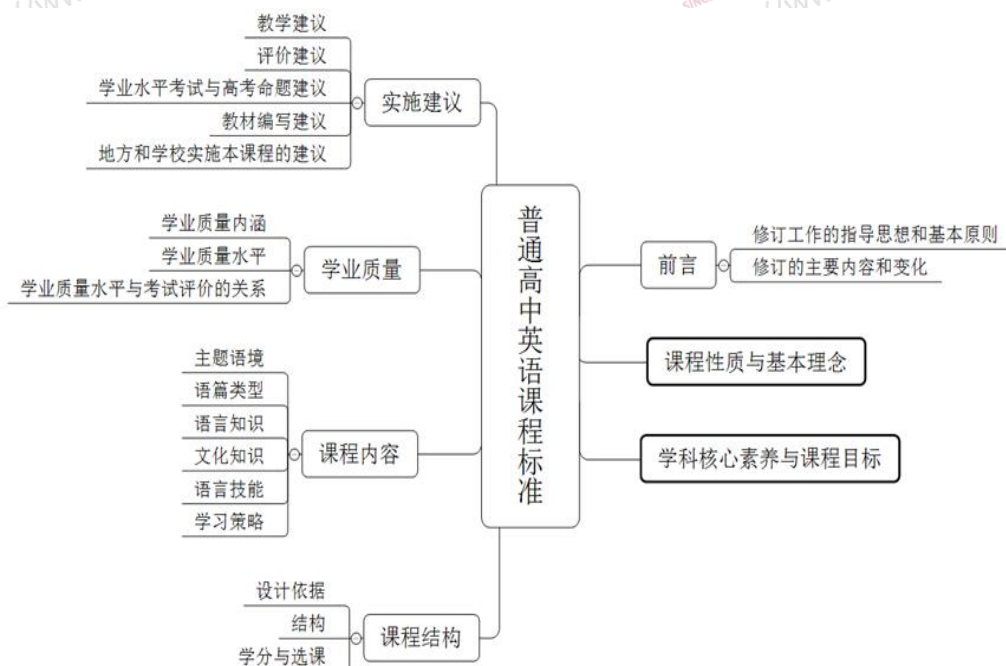 普通高中英语课程标准
前言
修订工作的指导思想和基本原则
修订的主要内容和变化
课程性质与基本理念
学科核心素养与课程目标
课程结构
设计依据
结构
学分与选课
课程内容
主题语境
语篇类型
语言知识
文化知识
语言技能
学习策略
学业质量
学业质量内涵
学业质量水平
学业质量水平与考试评价的关系
实施建议
教学建议
评价建议
学业水平考试与高考命题建议
教材编写建议
地方和学校实施本课程的建议